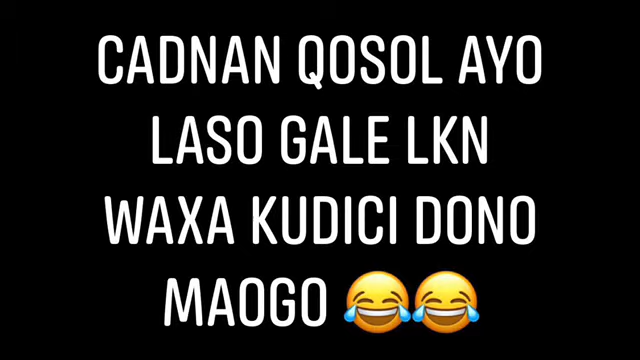 CADNAN QOSOL AYO
LASO GALE LKN
WAXA KUDICI DONO
MAOGO 😂😂